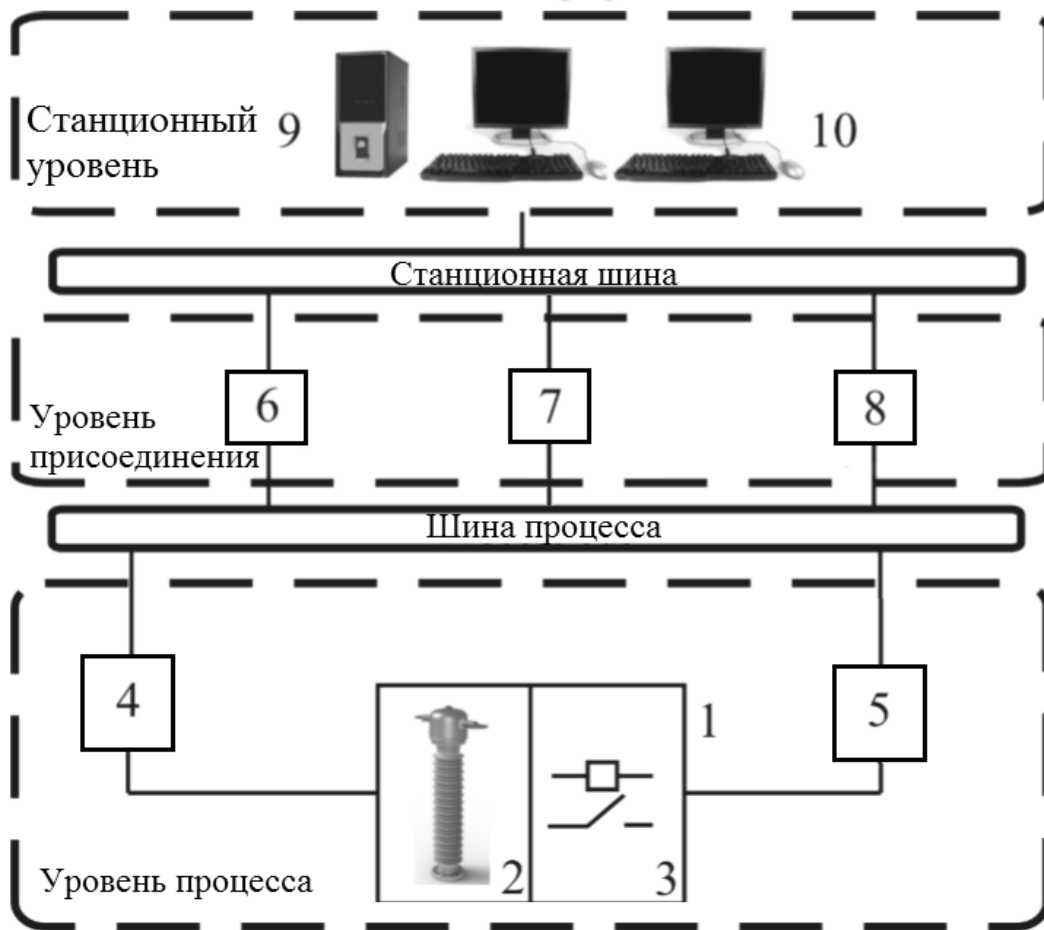 Станционный
уровень
9
10
Станционная шина
6
7
8
Уровень
присоединения
Шина процесса
4
5
1
2
3
Уровень процесса